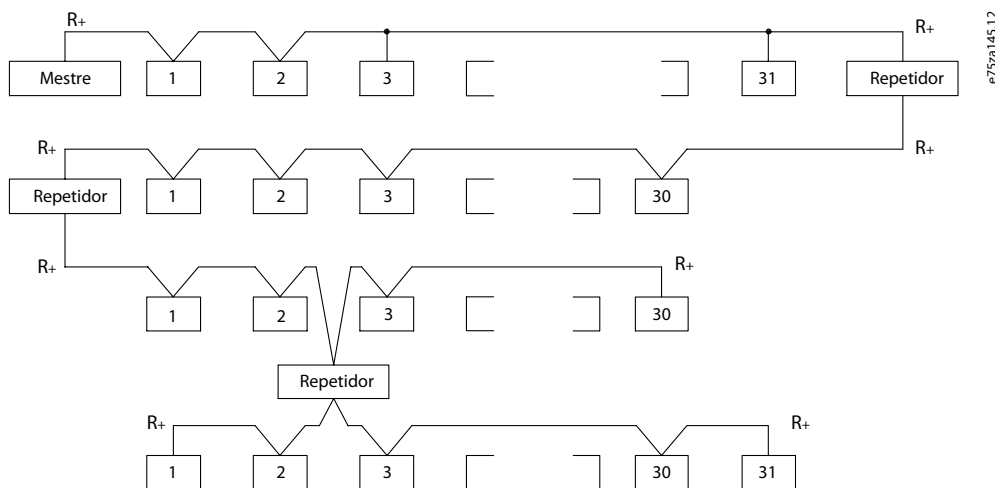 R+ R+
Mestre 1 2 3 31 Repetidor
e75za145.12
R+ R+
Repetidor 1 2 3 30
R+ R+
1 2 3 30
Repetidor
R+ R+
1 2 3 30 31